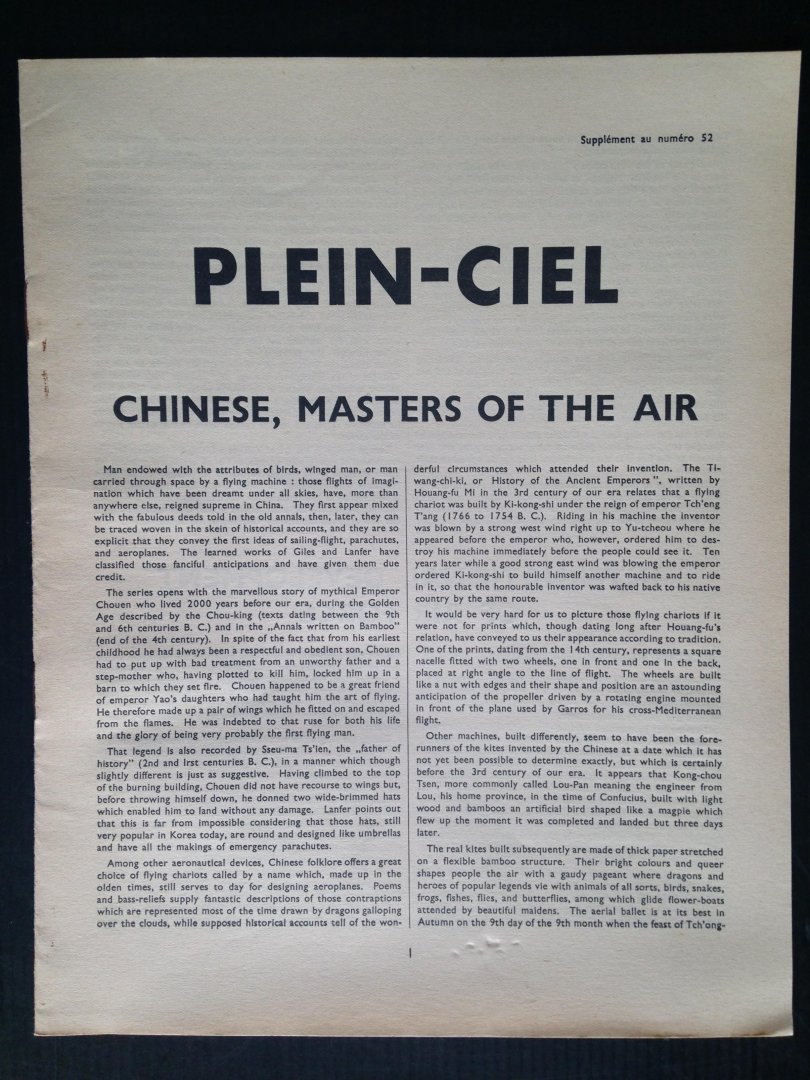 Supplément au numéro 52
PLEIN-CIEL
CHINESE, MASTERS OF THE AIR
Man endowed with the attributes of birds, winged man, or man
carried through space by a flying machine : those flights of imagi-
nation which have been dreamt under all skies, have, more than
anywhere else, reigned supreme in China. They first appear mixed
with the fabulous deeds told in the old annals, then, later, they can
be traced woven in the skein of historical accounts, and they are so
explicit that they convey the first ideas of sailing-flight, parachutes,
and aeroplanes. The learned works of Giles and Lanfer have
classified those fanciful anticipations and have given them due
credit.
The series opens with the marvellous story of mythical Emperor
Chouen who lived 2000 years before our era, during the Golden
Age described by the Chou-king (texts dating between the 9th
and 6th centuries B. C.) and in the „Annals written on Bamboo”
(end of the 4th century). In spite of the fact that from his earliest
childhood he had always been a respectful and obedient son, Chouen
had to put up with bad treatment from an unworthy father and a
step-mother who, having plotted to kill him, locked him up in a
barn to which they set fire. Chouen happened to be a great friend
of emperor Yao's daughters who had taught him the art of flying.
He therefore made up a pair of wings which he fitted on and escaped
from the flames. He was indebted to that ruse for both his life
and the glory of being very probably the first flying man.
That legend is also recorded by Sseu-ma Ts'ien, the „father of
history” (2nd and Irst centuries B. C.), in a manner which though
slightly different is just as suggestive. Having climbed to the top
of the burning building, Chouen did not have recourse to wings but,
before throwing himself down, he donned two wide-brimmed hats
which enabled him to land without any damage. Lanfer points out
that this is far from impossible considering that those hats, still
very popular in Korea today, are round and designed like umbrellas
and have all the makings of emergency parachutes.
Among other aeronautical devices, Chinese folklore offers a great
choice of flying chariots called by a name which, made up in the
olden times, still serves to day for designing aeroplanes. Poems
and bass-reliefs supply fantastic descriptions of those contraptions
which are represented most of the time drawn by dragons galloping
over the clouds, while supposed historical accounts tell of the won-
derful circumstances which attended their invention. The Ti-
wang-chi-ki, or History of the Ancient Emperors”, written by
Houang-fu Mi in the 3rd century of our era relates that a flying
chariot was built by Ki-kong-shi under the reign of emperor Tch'eng
T'ang (1766 to 1754 B. C.). Riding in his machine the inventor
was blown by a strong west wind right up to Yu-tcheou where he
appeared before the emperor who, however, ordered him to des-
troy his machine immediately before the people could see it. Ten
years later while a good strong east wind was blowing the emperor
ordered Ki-kong-shi to build himself another machine and to ride
in it, so that the honourable inventor was wafted back to his native
country by the same route.
It would be very hard for us to picture those flying chariots if it
were not for prints which, though dating long after Houang-fu's
relation, have conveyed to us their appearance according to tradition.
One of the prints, dating from the 14th century, represents a square
nacelle fitted with two wheels, one in front and one in the back,
placed at right angle to the line of flight. The wheels are built
like a nut with edges and their shape and position are an astounding
anticipation of the propeller driven by a rotating engine mounted
in front of the plane used by Garros for his cross-Mediterranean
flight.
Other machines, built differently, seem to have been the fore-
runners of the kites invented by the Chinese at a date which it has
not yet been possible to determine exactly, but which is certainly
before the 3rd century of our era. It appears that Kong-chou
Tsen, more commonly called Lou-Pan meaning the engineer from
Lou, his home province, in the time of Confucius, built with light
wood and bamboos an artificial bird shaped like a magpie which
flew up the moment it was completed and landed but three days
later.
The real kites built subsequently are made of thick paper stretched
on a flexible bamboo structure. Their bright colours and queer
shapes people the air with a gaudy pageant where dragons and
heroes of popular legends vie with animals of all sorts, birds, snakes,
frogs, fishes, flies, and butterflies, among which glide flower-boats
attended by beautiful maidens. The aerial ballet is at its best in
Autumn on the 9th day of the 9th month when the feast of Tch'ong-
I